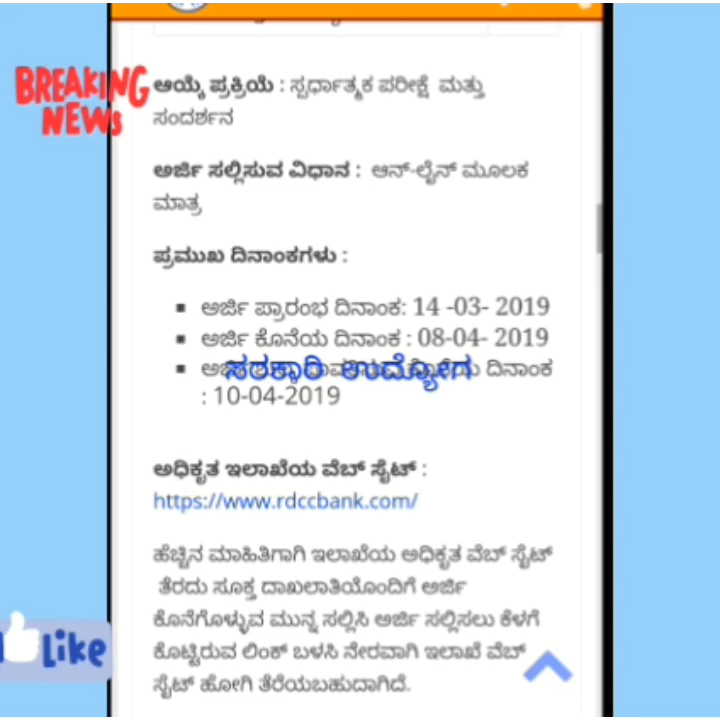 BREAKING
NEWS
ಆಯ್ಕೆ ಪ್ರಕ್ರಿಯೆ : ಸ್ಪರ್ಧಾತ್ಮಕ ಪರೀಕ್ಷೆ ಮತ್ತು
ಸಂದರ್ಶನ
ಅರ್ಜಿ ಸಲ್ಲಿಸುವ ವಿಧಾನ : ಆನ್-ಲೈನ್ ಮೂಲಕ
ಮಾತ್ರ
ಪ್ರಮುಖ ದಿನಾಂಕಗಳು :
▪ ಅರ್ಜಿ ಪ್ರಾರಂಭ ದಿನಾಂಕ: 14 -03- 2019
▪ ಅರ್ಜಿ ಕೊನೆಯ ದಿನಾಂಕ : 08-04- 2019
▪ ದಿನಾಂಕ
ಸರಕ್ಕಾರಿ ಉದ್ಯೋಗ
: 10-04-2019
ಅಧಿಕೃತ ಇಲಾಖೆಯ ವೆಬ್ ಸೈಟ್ :
https://www.rdccbank.com/
ಹೆಚ್ಚಿನ ಮಾಹಿತಿಗಾಗಿ ಇಲಾಖೆಯ ಅಧಿಕೃತ ವೆಬ್ ಸೈಟ್
ತೆರದು ಸೂಕ್ತ ದಾಖಲಾತಿಯೊಂದಿಗೆ ಅರ್ಜಿ
ಕೊನೆಗೊಳ್ಳುವ ಮುನ್ನ ಸಲ್ಲಿಸಿ ಅರ್ಜಿ ಸಲ್ಲಿಸಲು ಕೆಳಗೆ
ಕೊಟ್ಟಿರುವ ಲಿಂಕ್ ಬಳಸಿ ನೇರವಾಗಿ ಇಲಾಖೆ ವೆಬ್
ಸೈಟ್ ಹೋಗಿ ತೆರೆಯಬಹುದಾಗಿದೆ.
like